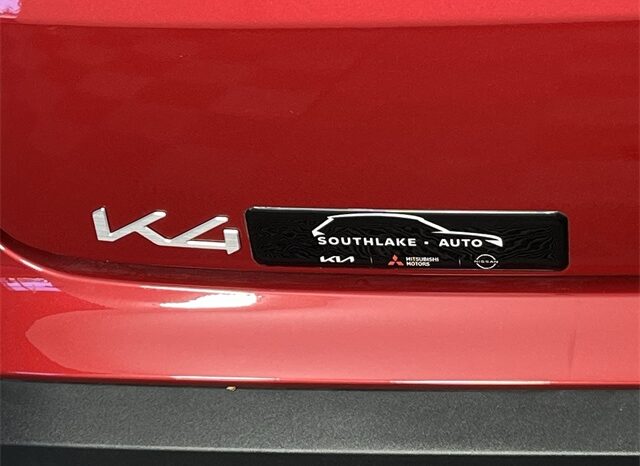 K4
SOUTHLAKE · AUTO
KIA MITSUBISHI MOTORS NISSAN